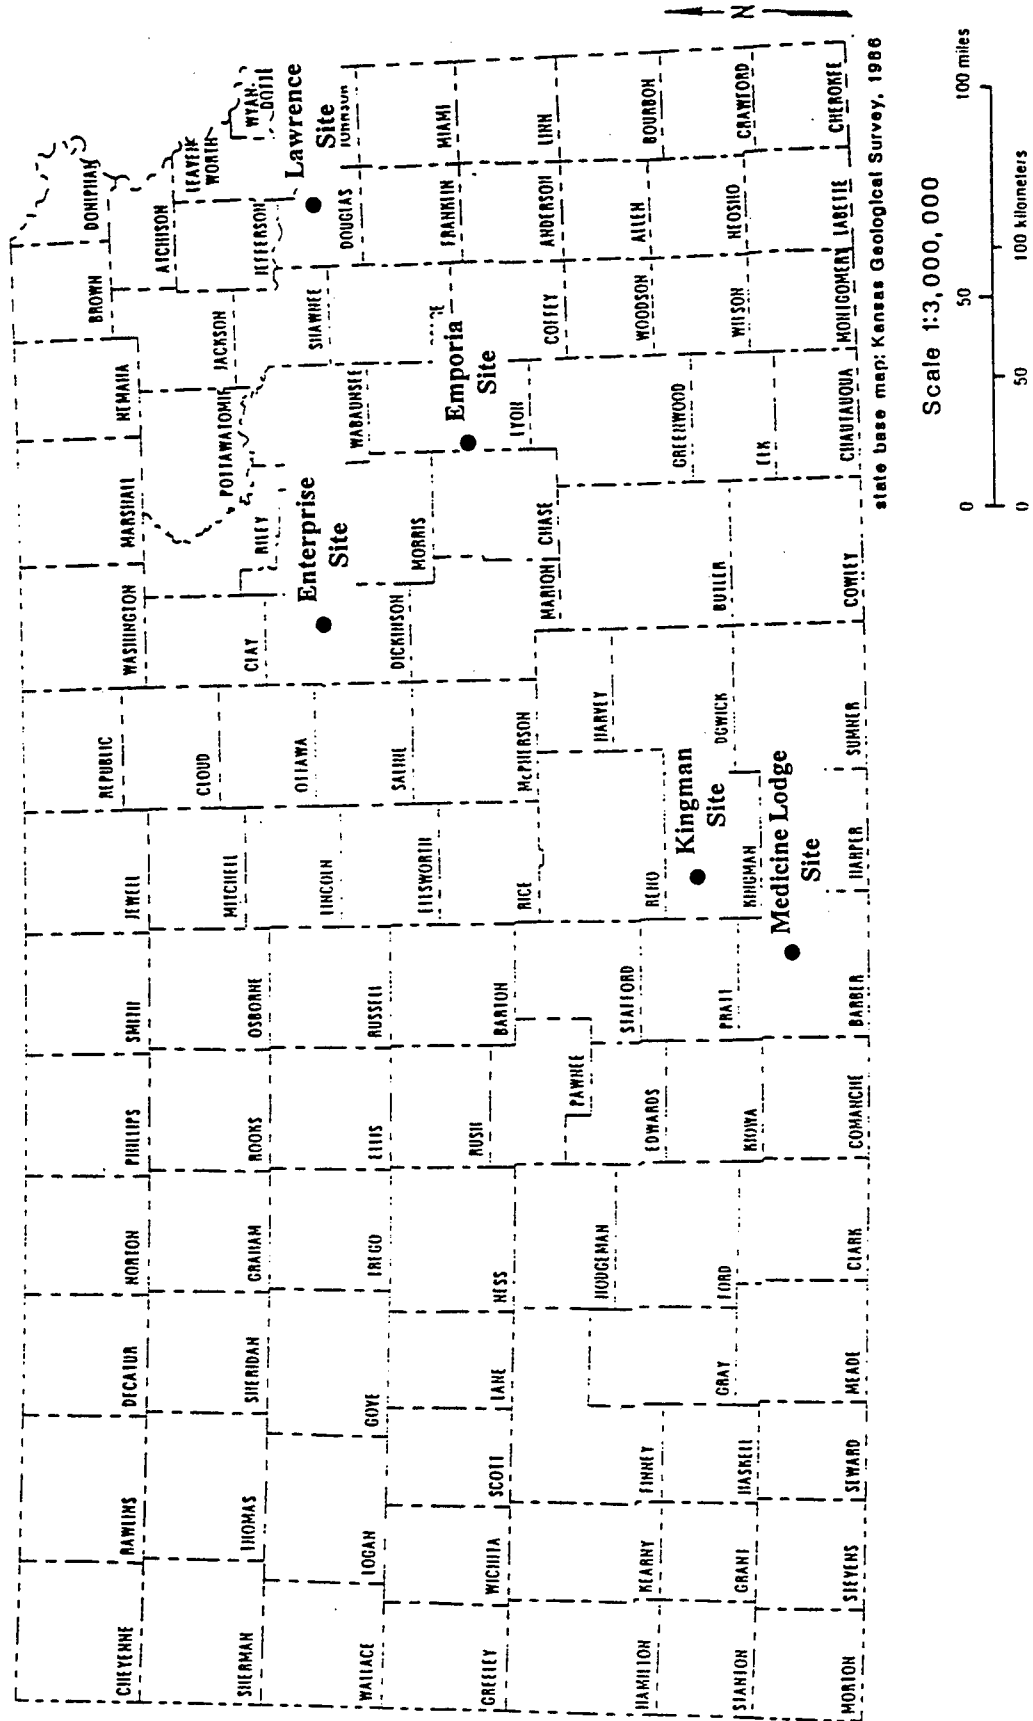 N
CHEYENNE
RAWLINS
DECATUR
NORTON
PHILLIPS
SMITH
JEWELL
REPUBLIC
WASHINGTON
MARSHALL
NEMAHA
BROWN
DONIPHAN
SHERMAN
THOMAS
SHERIDAN
GRAHAM
ROOKS
OSBORNE
MITCHELL
CLOUD
CLAY
RILEY
POTTAWATOMIE
JACKSON
ATCHISON
JEFFERSON
LEAVEN
WORTH
WYAN.
DOTTE
WALLACE
LOGAN
GOVE
TREGO
ELLIS
RUSSELL
LINCOLN
OTTAWA
Enterprise
Site
SHAWNEE
Lawrence
Site
JOHNSON
DOUGLAS
WABAUNSEE
ELLSWORTH
SALINE
DICKINSON
MORRIS
Emporia
Site
FRANKLIN
MIAMI
GREELEY
WICHITA
SCOTT
LANE
NESS
RUSH
BARTON
RICE
McPHERSON
MARION
CHASE
LYON
COFFEY
ANDERSON
LINN
HAMILTON
KEARNY
FINNEY
HODGEMAN
PAWNEE
EDWARDS
STAFFORD
RENO
HARVEY
GREENWOOD
WOODSON
ALLEN
BOURBON
STANTON
GRANT
HASKELL
GRAY
FORD
KIOWA
PRATT
Kingman
Site
KINGMAN
DGWICK
BUTLER
ELK
WILSON
NEOSHO
CRAWFORD
MORTON
STEVENS
SEWARD
MEADE
CLARK
COMANCHE
BARBER
Medicine Lodge
Site
HARPER
SUMNER
COWLEY
CHAUTAUQUA
MONTGOMERY
LABETTE
CHEROKEE
state base map: Kansas Geological Survey, 1986
Scale 1:3,000,000
0 50 100 miles
0 50 100 kilometers